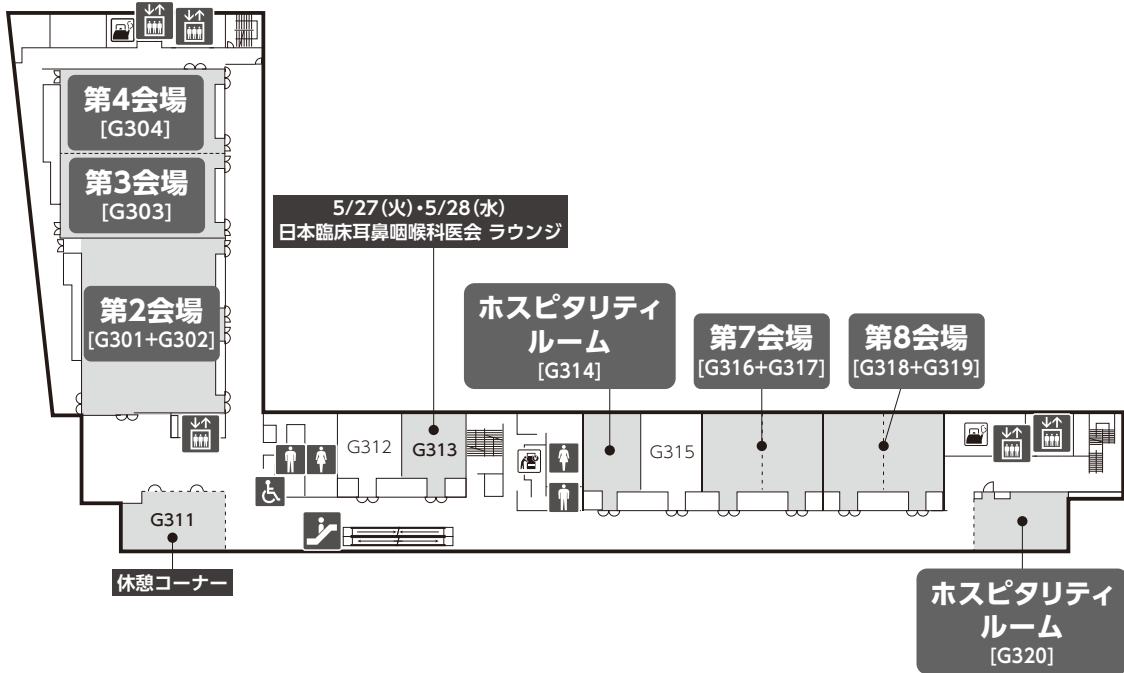 第4会場
[G304]
第3会場
[G303]
第2会場
[G301+G302]
5/27(火)・5/28(水)
日本臨床耳鼻咽喉科医会 ラウンジ
ホスピタリティ
ルーム
[G314]
第7会場
[G316+G317]
第8会場
[G318+G319]
G312
G313
G315
G311
休憩コーナー
ホスピタリティ
ルーム
[G320]